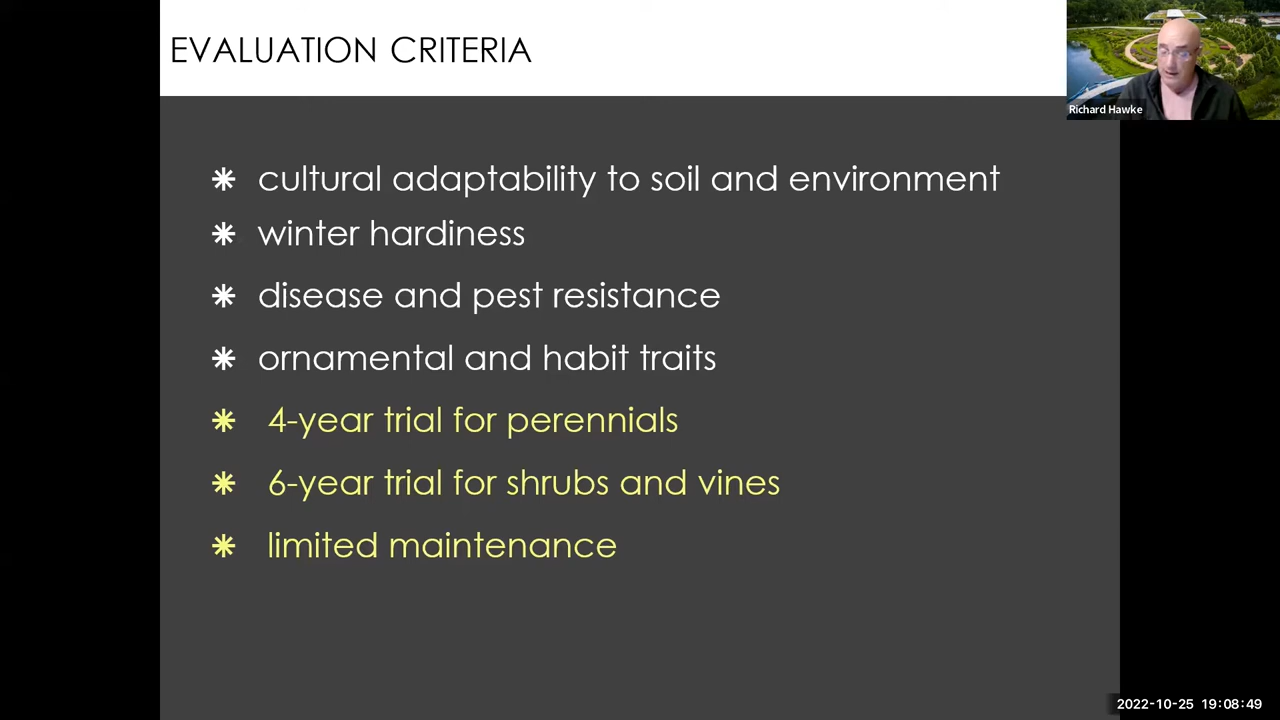 EVALUATION CRITERIA
Richard Hawke
✷ cultural adaptability to soil and environment
✷ winter hardiness
✷ disease and pest resistance
✷ ornamental and habit traits
✷ 4-year trial for perennials
✷ 6-year trial for shrubs and vines
✷ limited maintenance
2022-10-25 19:08:49